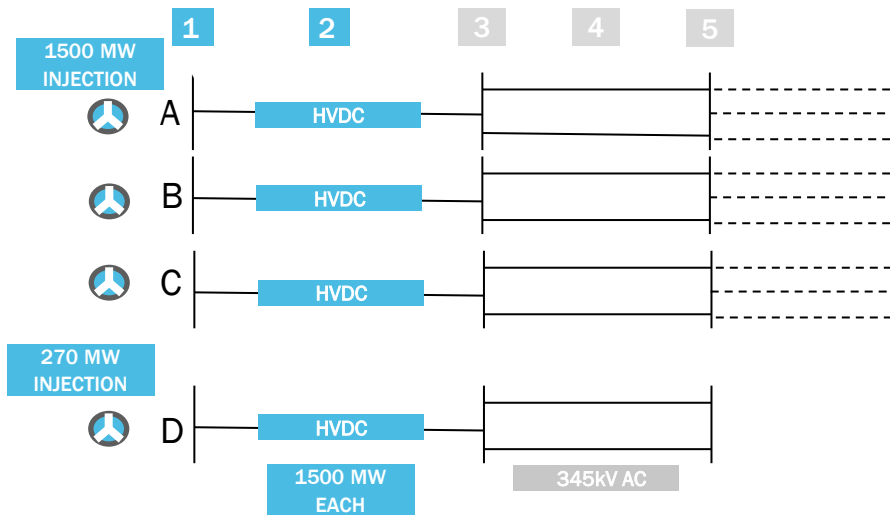 1
2
3
4
5
1500 MW
INJECTION
A
HVDC
B
HVDC
C
HVDC
270 MW
INJECTION
D
HVDC
1500 MW
EACH
345kV AC